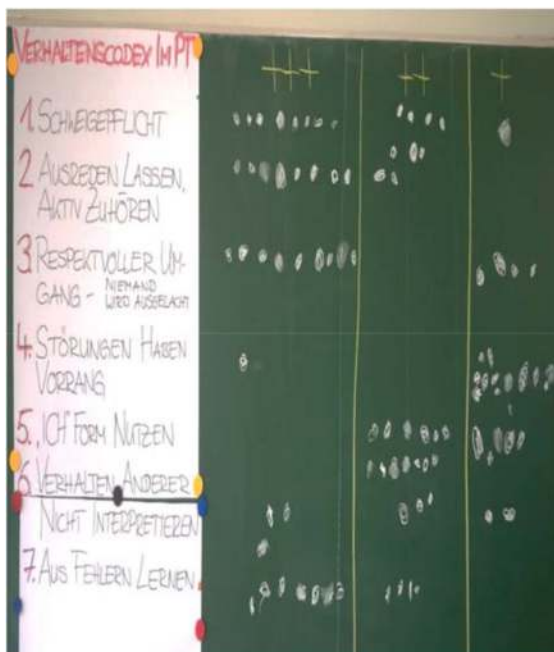 VERHALTENSCODEX IM PT
+++ ++ +
1. SCHWEIGEPFLICHT
2. AUSREDEN LASSEN,
AKTIV ZUHÖREN
3. RESPEKTVOLLER UM-
GANG - NIEMAND
WIRD AUSGELACHT
4. STÖRUNGEN HABEN
VORRANG
5. ICH FORM NUTZEN
6. VERHALTEN ANDERER
NICHT INTERPRETIEREN
7. AUS FEHLERN LERNEN